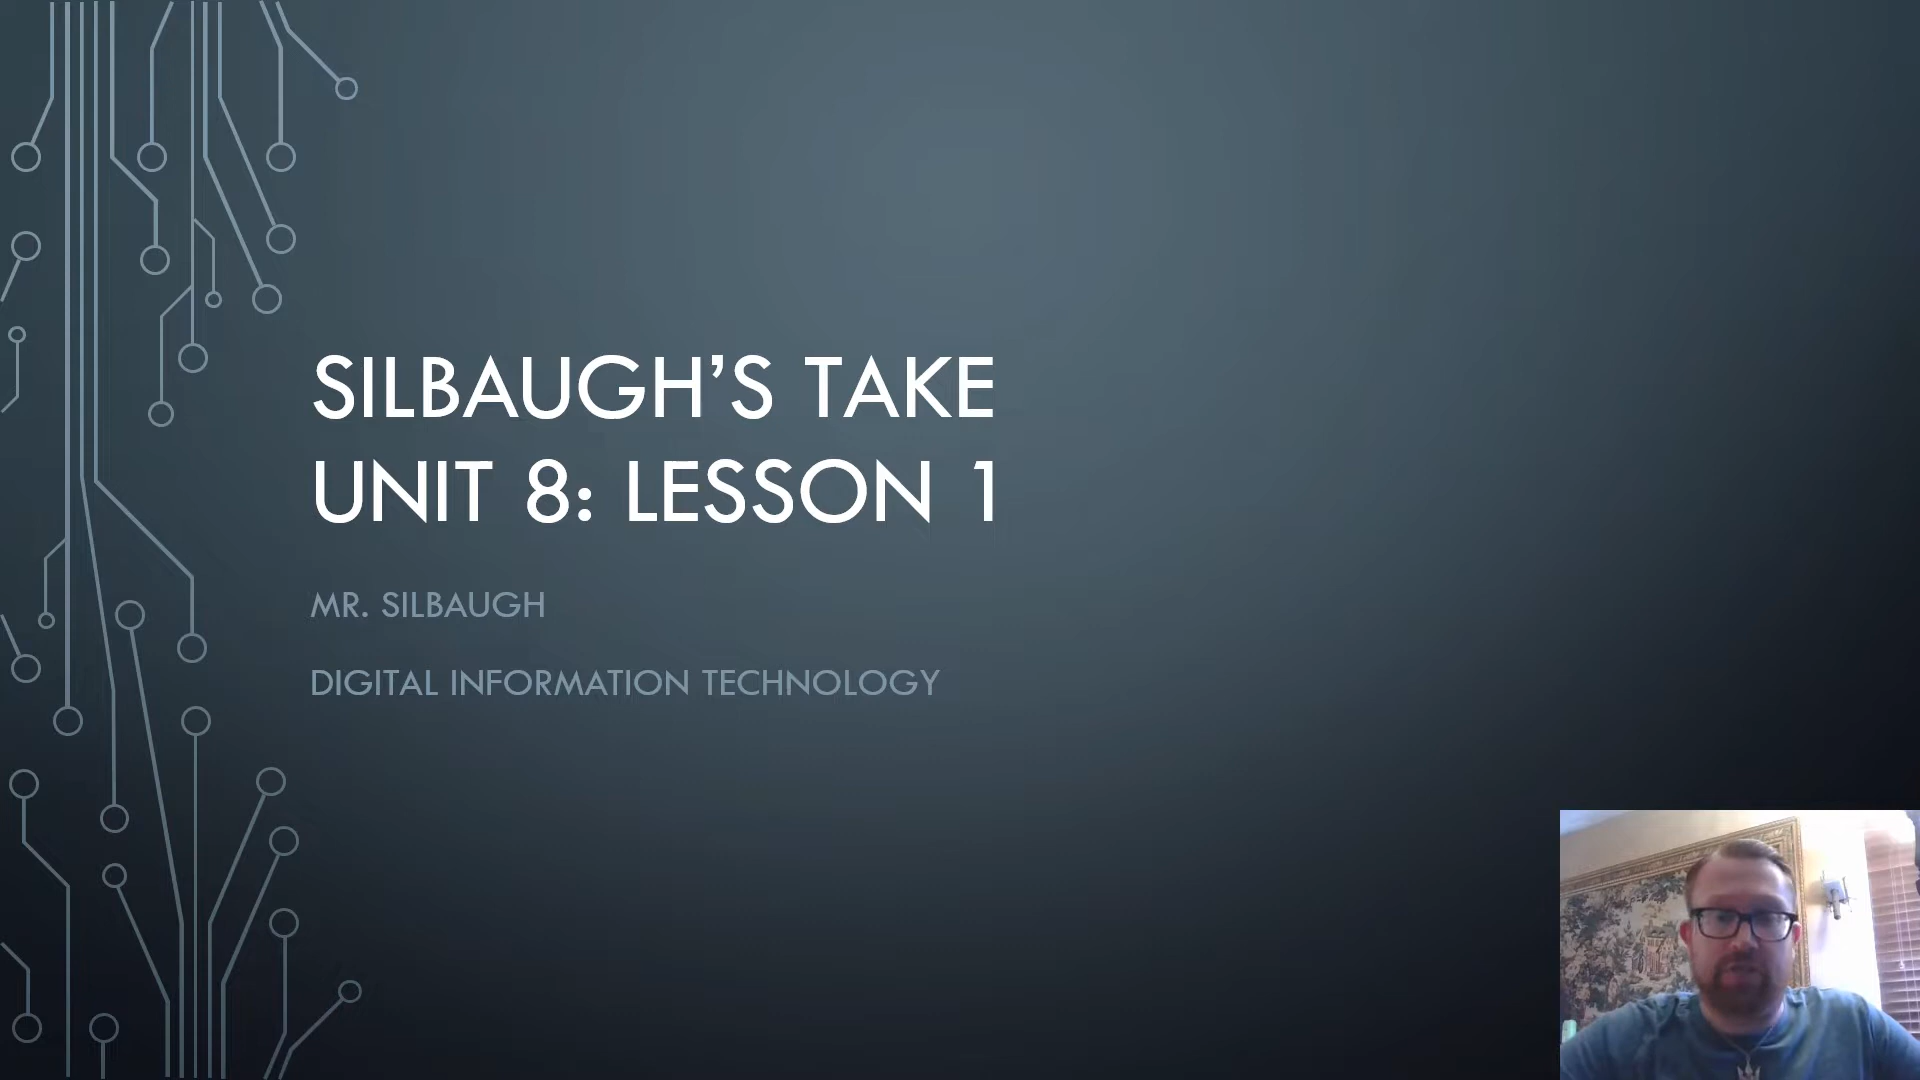 SILBAUGH’S TAKE
UNIT 8: LESSON 1
MR. SILBAUGH
DIGITAL INFORMATION TECHNOLOGY